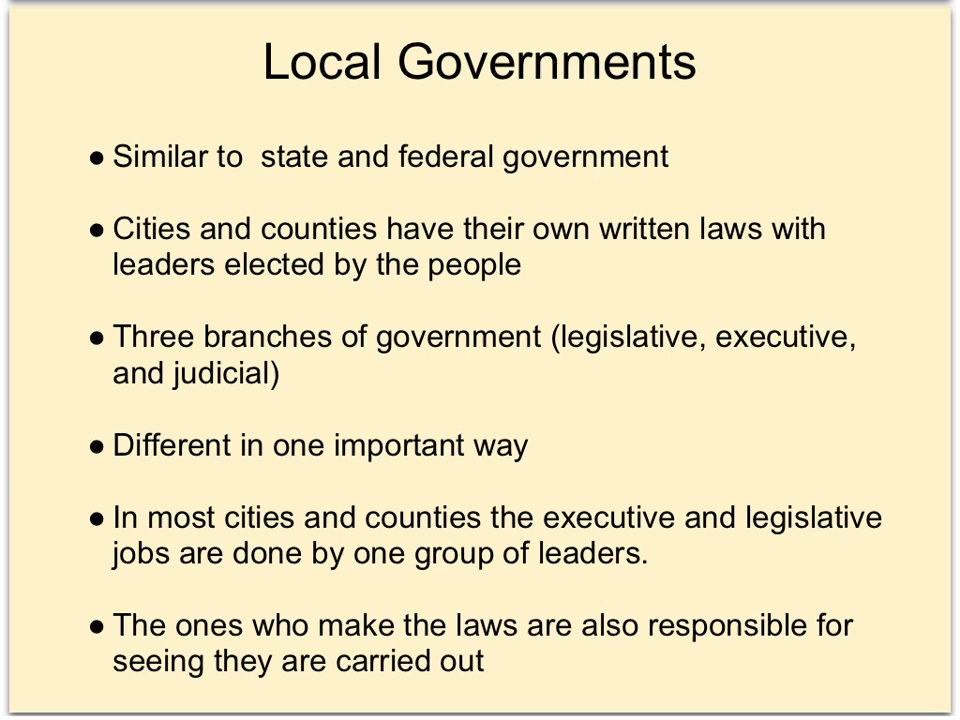 Local Governments
● Similar to  state and federal government
● Cities and counties have their own written laws with
leaders elected by the people
● Three branches of government (legislative, executive,
and judicial)
● Different in one important way
● In most cities and counties the executive and legislative
jobs are done by one group of leaders.
● The ones who make the laws are also responsible for
seeing they are carried out